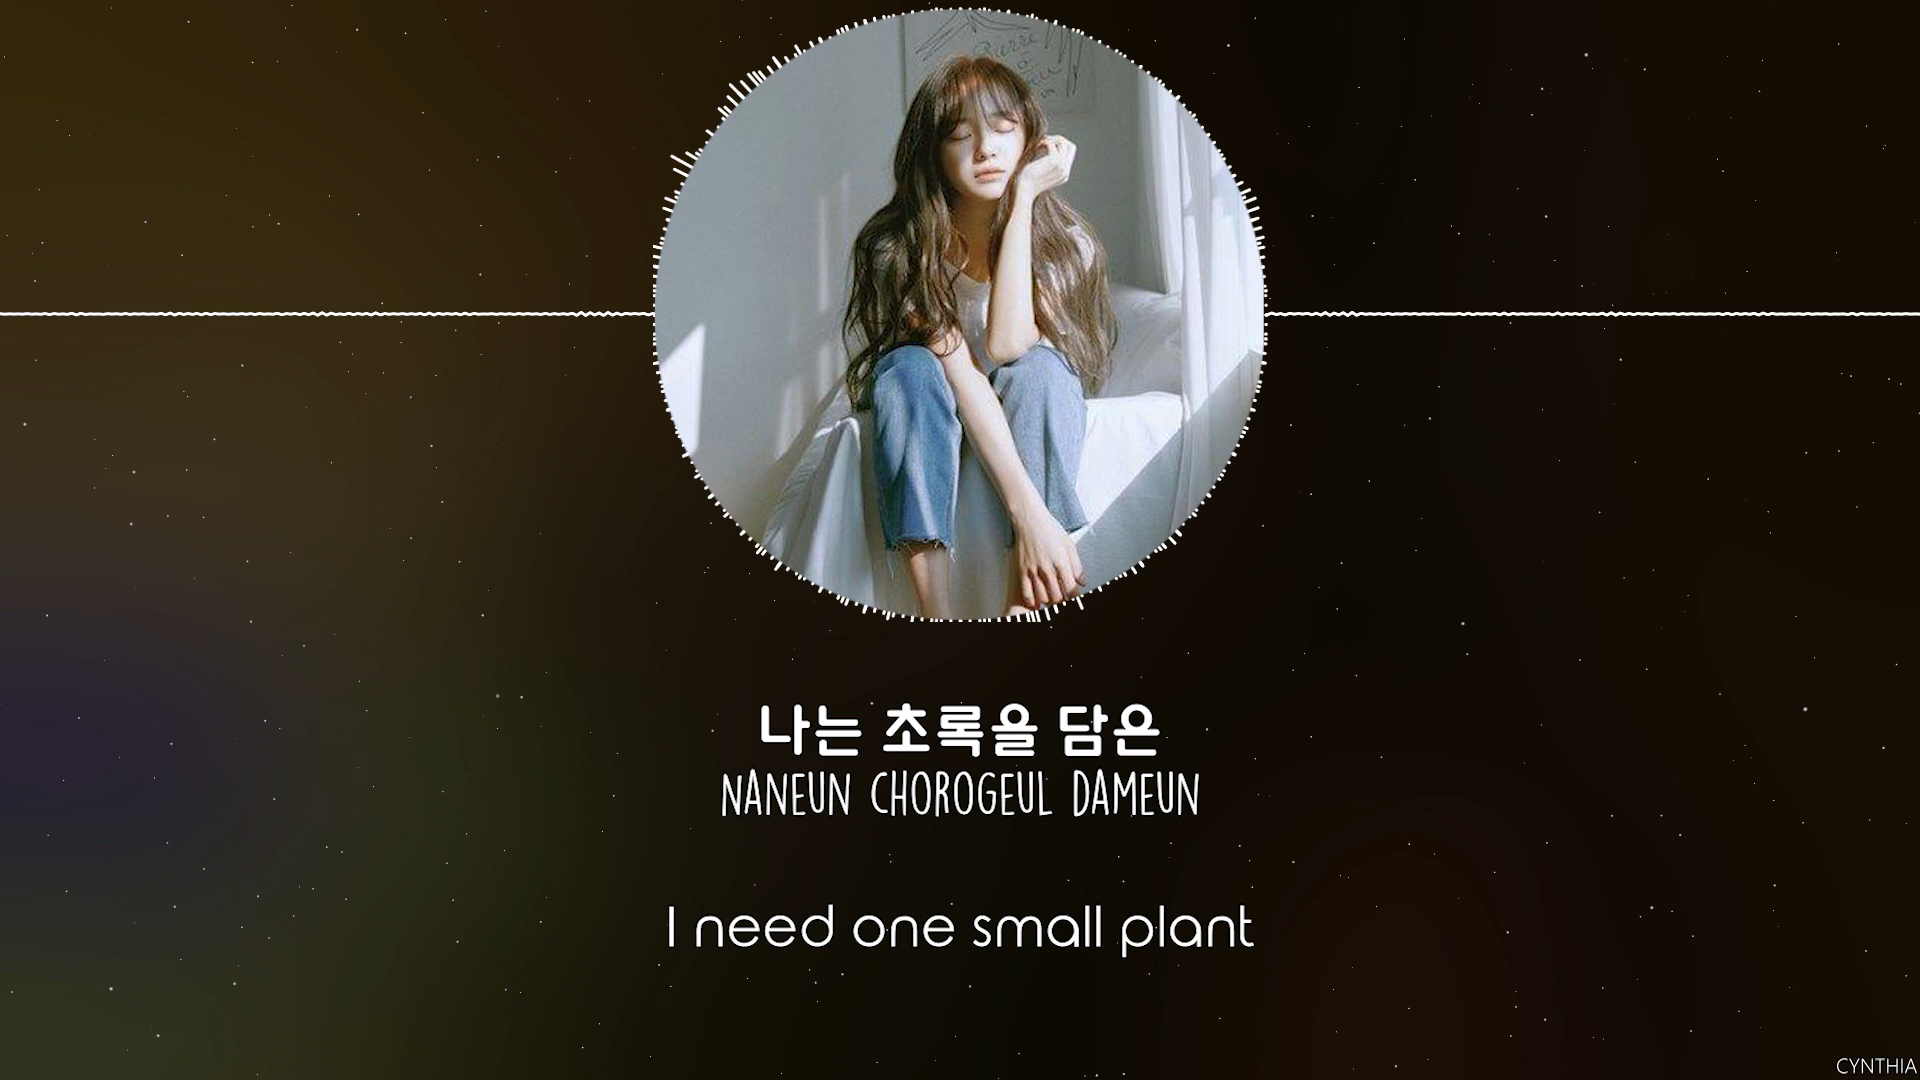 나는 초록을 담은
NANEUN CHOROGEUL DAMEUN
I need one small plant
CYNTHIA